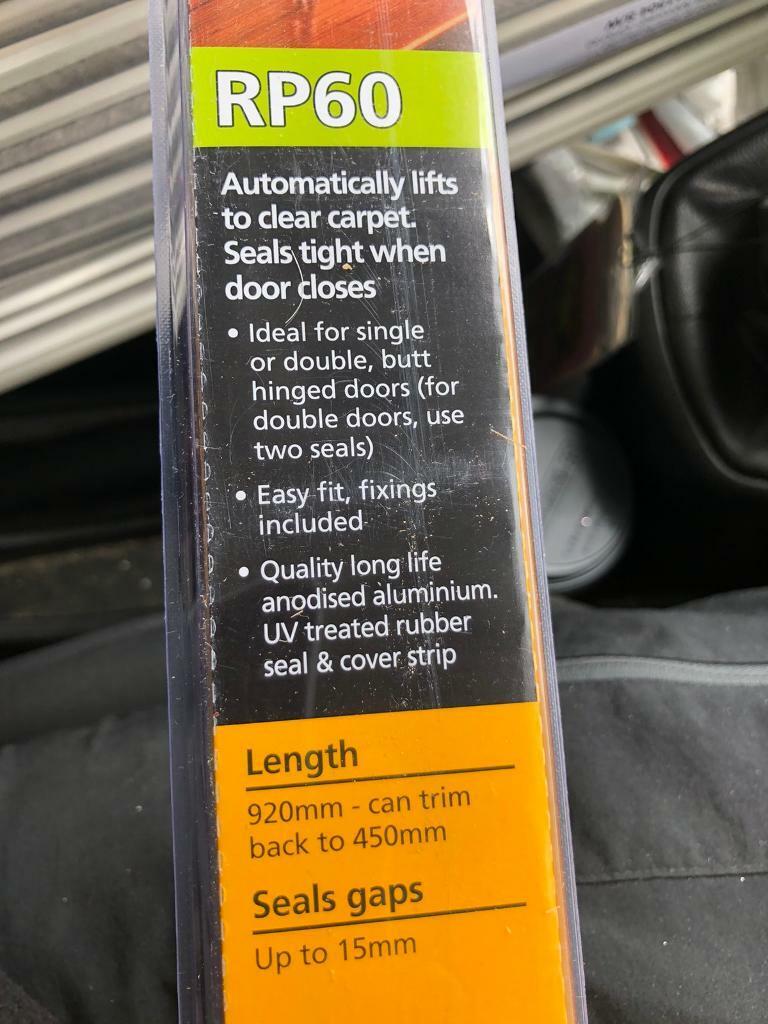 RP60
Automatically lifts
to clear carpet.
Seals tight when
door closes
• Ideal for single
or double, butt
hinged doors (for
double doors, use
two seals)
• Easy fit, fixings
included
• Quality long life
anodised aluminium.
UV treated rubber
seal & cover strip
Length
920mm - can trim
back to 450mm
Seals gaps
Up to 15mm